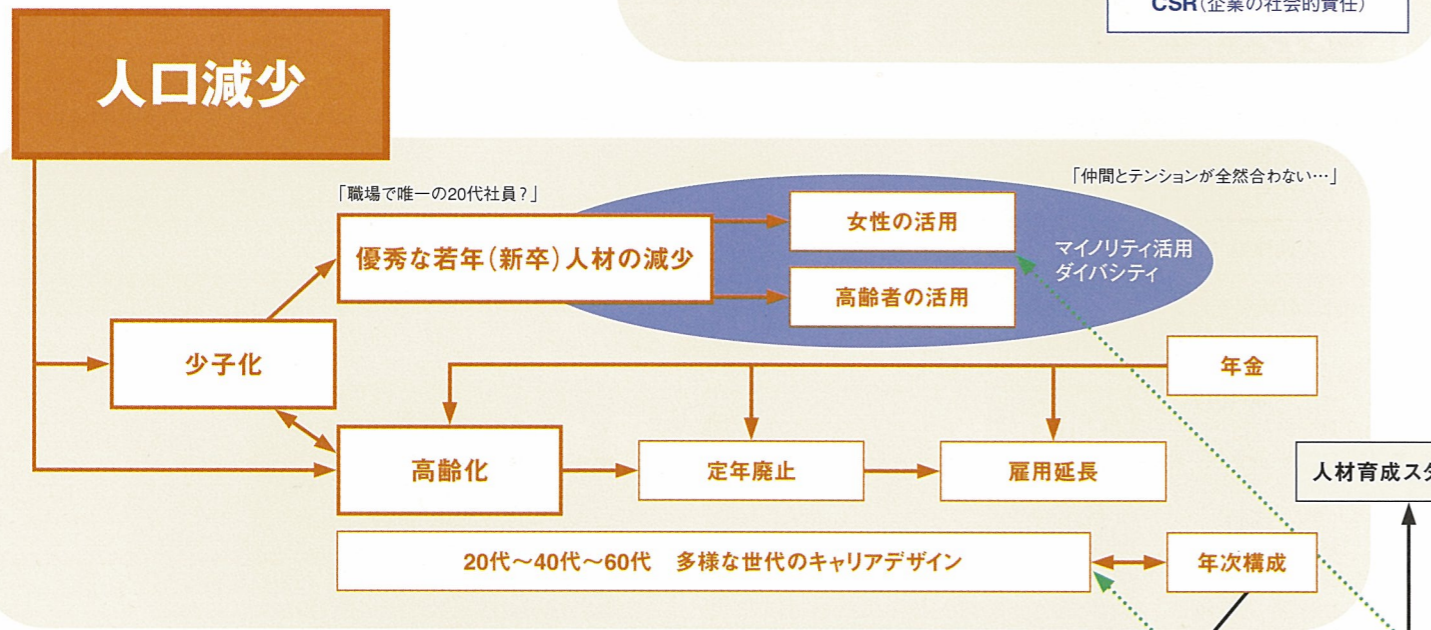 CSR(企業の社会的責任)
人口減少
「職場で唯一の20代社員?」
「仲間とテンションが全然合わない…」
優秀な若年(新卒)人材の減少
女性の活用
マイノリティ活用
ダイバシティ
高齢者の活用
少子化
年金
高齢化
定年廃止
雇用延長
人材育成スタ
20代〜40代〜60代 多様な世代のキャリアデザイン
年次構成